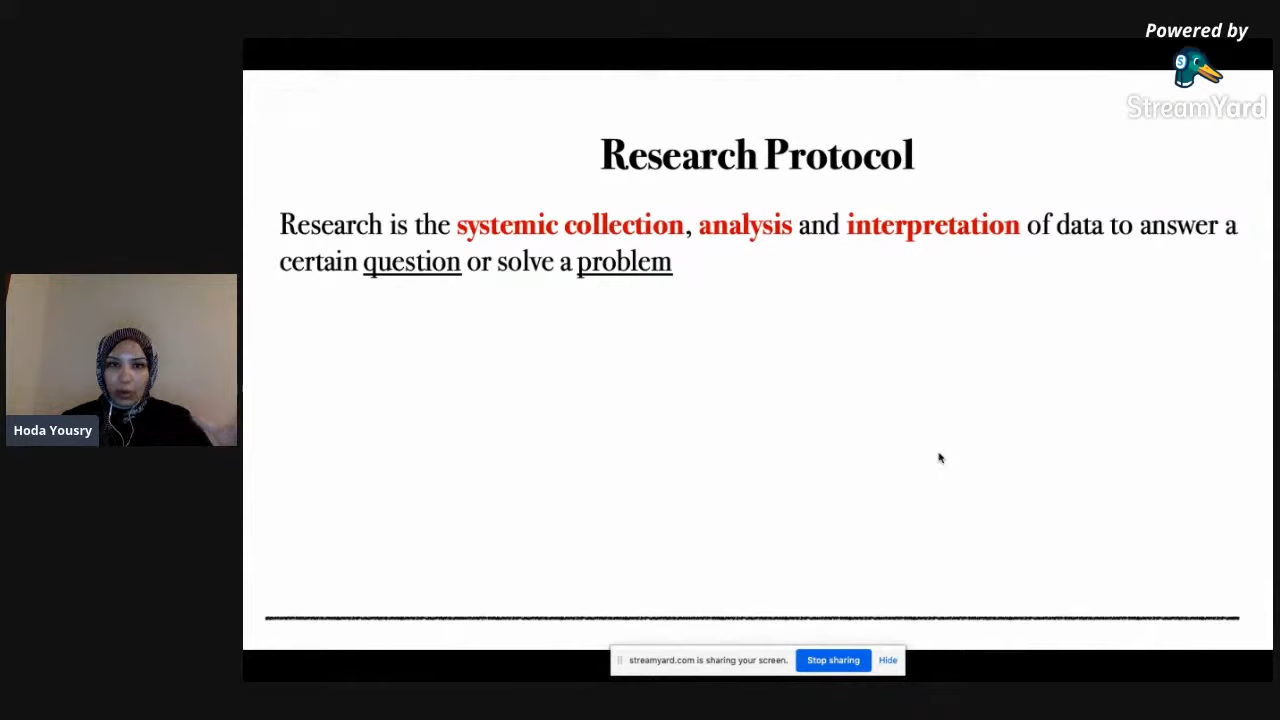 Powered by
StreamYard
Research Protocol
Research is the systemic collection, analysis and interpretation of data to answer a
certain question or solve a problem
Hoda Yousry
streamyard.com is sharing your screen. Stop sharing Hide